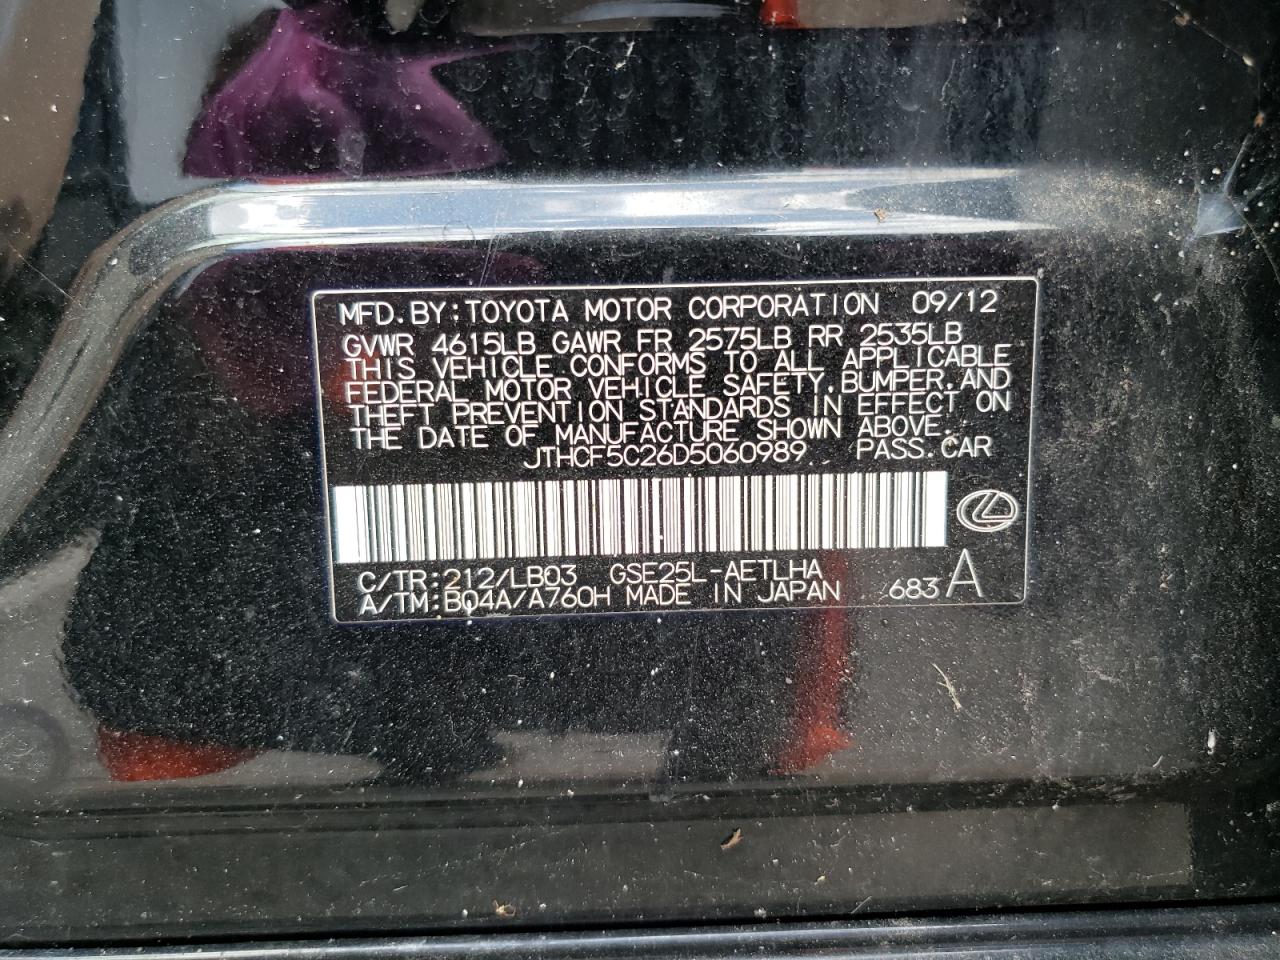 MFD.BY:TOYOTA MOTOR CORPORATION 09/12
GVWR 4615LB GAWR FR 2575LB RR 2535LB
THIS VEHICLE CONFORMS TO ALL APPLICABLE
FEDERAL MOTOR VEHICLE SAFETY,BUMPER,AND
THEFT PREVENTION STANDARDS IN EFFECT ON
THE DATE OF MANUFACTURE SHOWN ABOVE.
JTHCF5C26D5060989 PASS.CAR
C/TR:212/LB03 GSE25L-AETLHA
A/TM:B04A/A760H MADE IN JAPAN 683 A